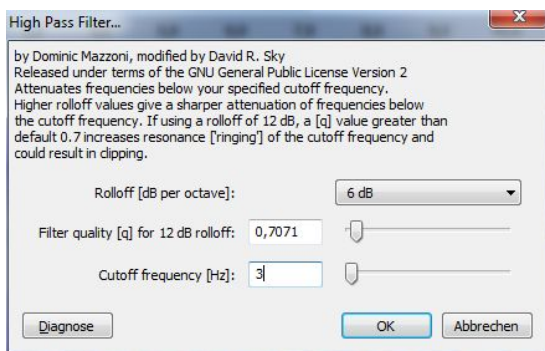 High Pass Filter...
by Dominic Mazzoni, modified by David R. Sky
Released under terms of the GNU General Public License Version 2
Attenuates frequencies below your specified cutoff frequency.
Higher rolloff values give a sharper attenuation of frequencies below
the cutoff frequency. If using a rolloff of 12 dB, a [q] value greater than
default 0.7 increases resonance ['ringing'] of the cutoff frequency and
could result in clipping.
Rolloff [dB per octave]: 6 dB
Filter quality [q] for 12 dB rolloff: 0,7071
Cutoff frequency [Hz]: 3
Diagnose OK Abbrechen